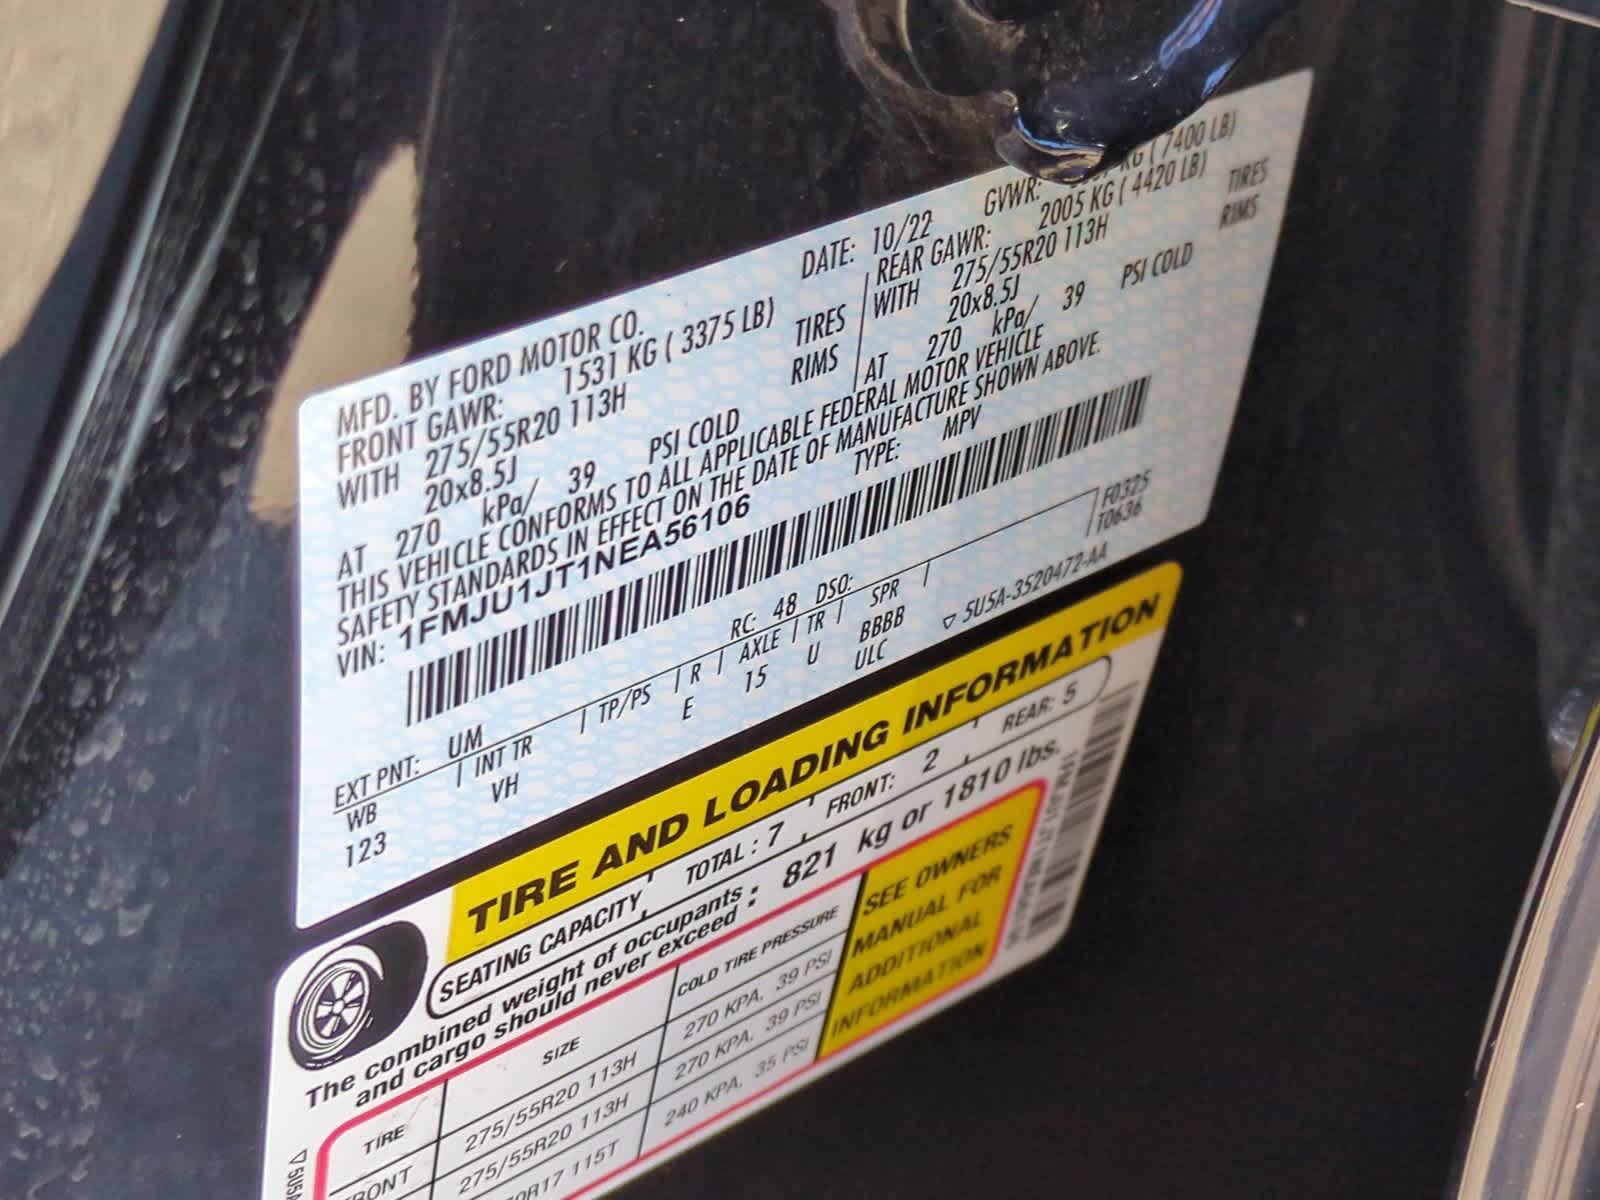 MFD. BY FORD MOTOR CO.
DATE: 10/22 GVWR: KG ( 7400 LB)
FRONT GAWR: 1531 KG ( 3375 LB) REAR GAWR: 2005 KG ( 4420 LB)
WITH 275/55R20 113H TIRES WITH 275/55R20 113H TIRES
20x8.5J RIMS 20x8.5J RIMS
AT 270 kPa/ 39 PSI COLD AT 270 kPa/ 39 PSI COLD
THIS VEHICLE CONFORMS TO ALL APPLICABLE FEDERAL MOTOR VEHICLE
SAFETY STANDARDS IN EFFECT ON THE DATE OF MANUFACTURE SHOWN ABOVE.
VIN: 1FMJU1JT1NEA56106 TYPE: MPV
F0325
T0636
EXT PNT: UM RC: 48 DSO:
WB INT TR TP/PS R AXLE TR SPR
123 VH E 15 U BBBB
ULC
▽ 5U5A-3520472-AA
TIRE AND LOADING INFORMATION
SEATING CAPACITY TOTAL : 7 FRONT: 2 REAR: 5
The combined weight of occupants
and cargo should never exceed : 821 kg or 1810 lbs.
TIRE SIZE COLD TIRE PRESSURE
FRONT 275/55R20 113H 270 KPA, 39 PSI
275/55R20 113H 270 KPA, 39 PSI
115T 240 KPA, 35 PSI
SEE OWNERS
MANUAL FOR
ADDITIONAL
INFORMATION